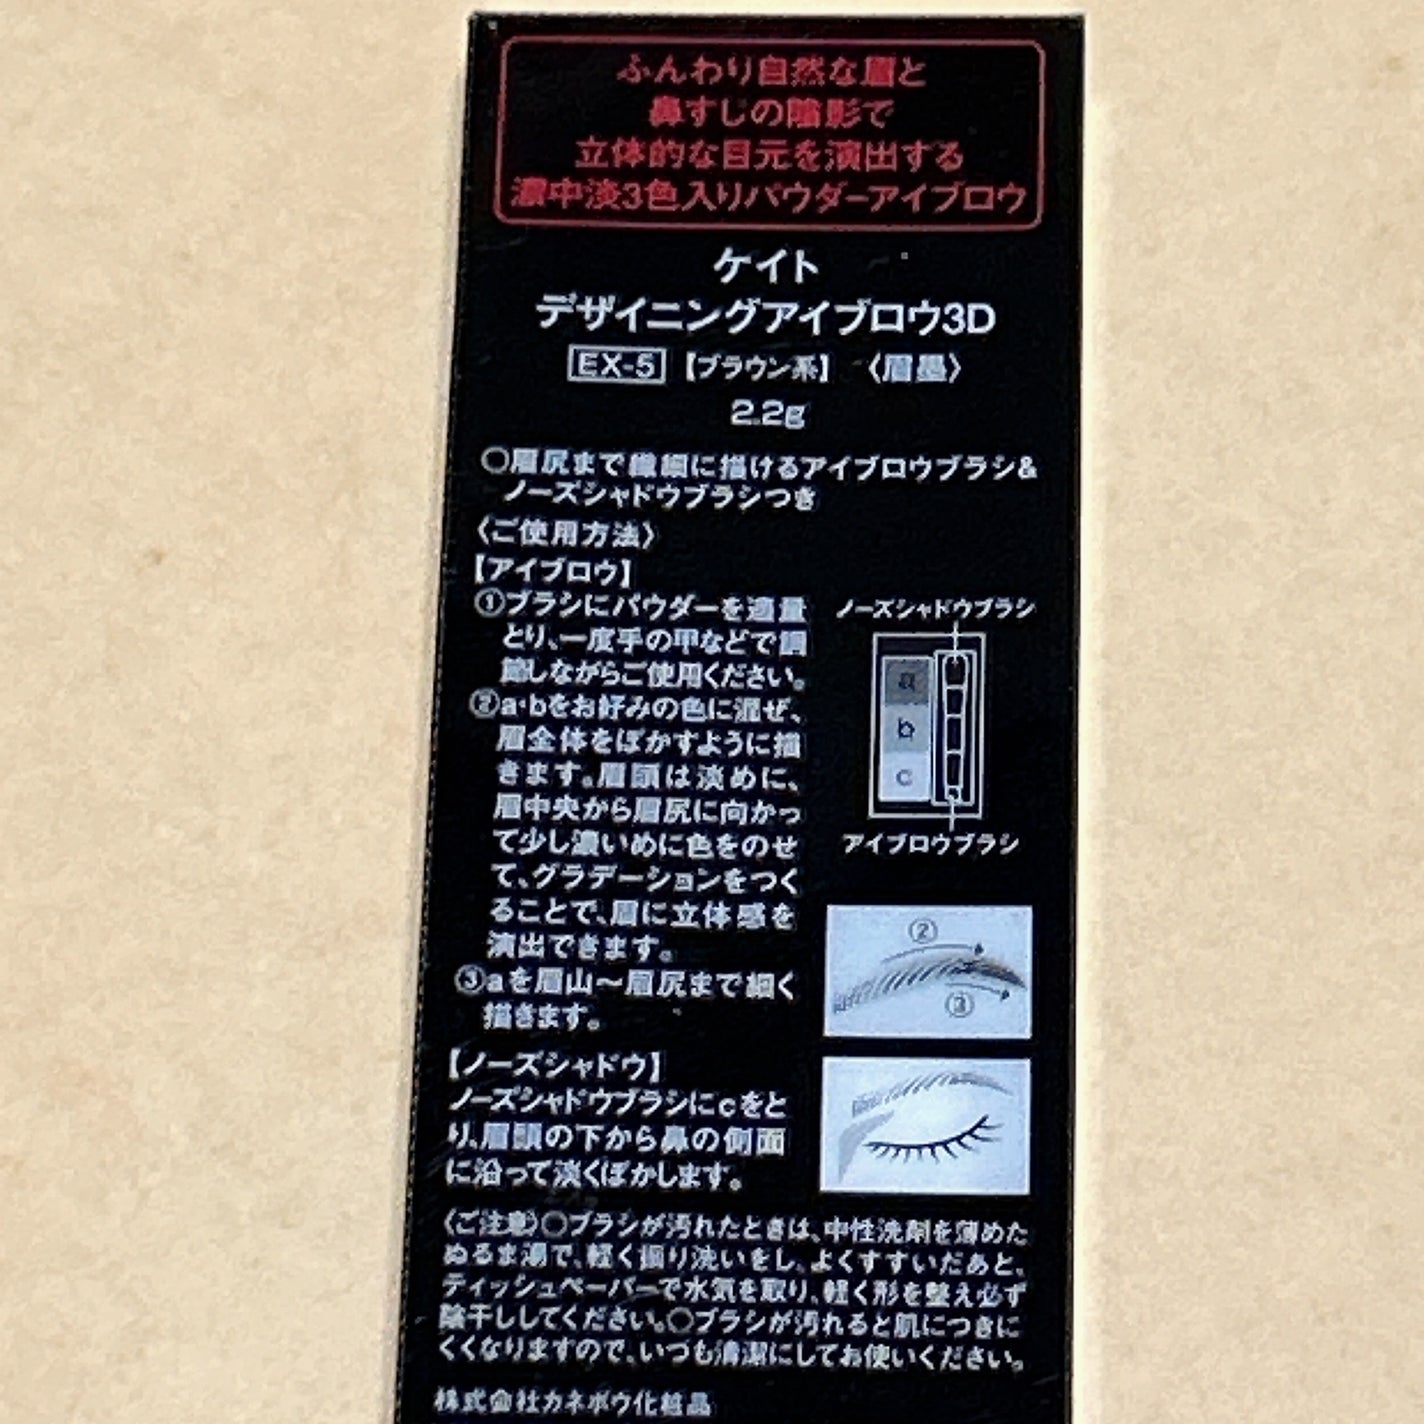 ふんわり自然な眉と
鼻すじの陰影で
立体的な目元を演出する
濃中淡3色入りパウダーアイブロウ
ケイト
デザイニングアイブロウ3D
EX-5 【ブラウン系】 〈眉墨〉
2.2g
○眉尻まで繊細に描けるアイブロウブラシ&
ノーズシャドウブラシつき
〈ご使用方法〉
【アイブロウ】
①ブラシにパウダーを適量
とり、一度手の甲などで調
節しながらご使用ください。
②a・bをお好みの色に混ぜ、
眉全体をぼかすように描
きます。眉頭は淡めに、
眉中央から眉尻に向かっ
て少し濃いめに色をのせ
て、グラデーションをつく
ることで、眉に立体感を
演出できます。
③aを眉山～眉尻まで細く
描きます。
ノーズシャドウブラシ
a
b
c
アイブロウブラシ
②
③
【ノーズシャドウ】
ノーズシャドウブラシにcをと
り、眉頭の下から鼻の側面
に沿って淡くぼかします。
〈ご注意〉○ブラシが汚れたときは、中性洗剤を薄めた
ぬるま湯で、軽く振り洗いをし、よくすすいだあと、
ティッシュペーパーで水気を取り、軽く形を整え必ず
陰干ししてください。○ブラシが汚れると肌につきに
くくなりますので、いつも清潔にしてお使いください。
株式会社カネボウ化粧品